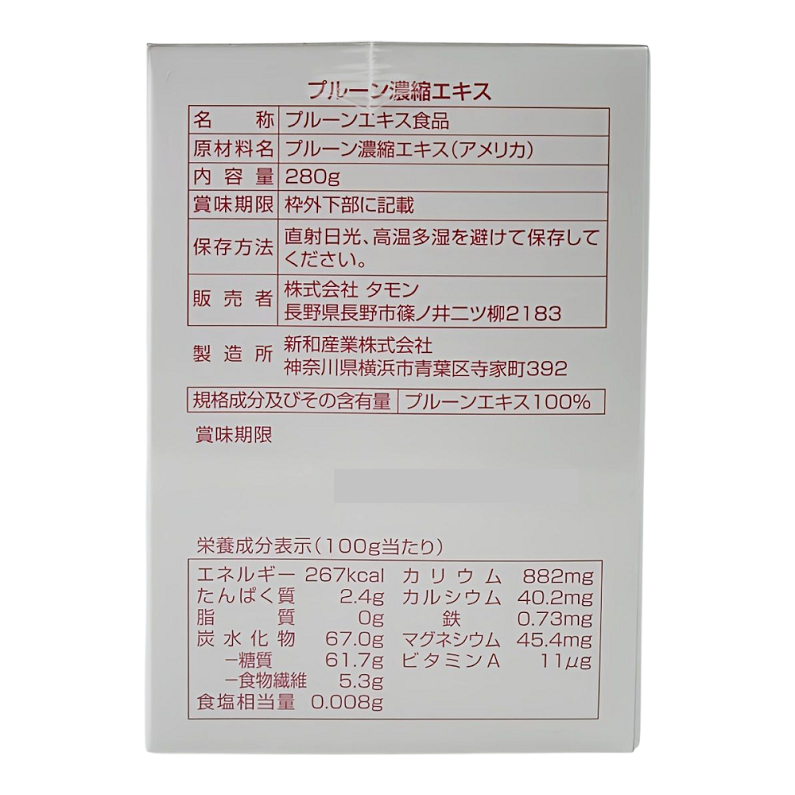 プルーン濃縮エキス
名称 プルーンエキス食品
原材料名 プルーン濃縮エキス(アメリカ)
内容量 280g
賞味期限 枠外下部に記載
保存方法 直射日光、高温多湿を避けて保存して
ください。
販売者 株式会社 タモン
長野県長野市篠ノ井二ツ柳2183
製造所 新和産業株式会社
神奈川県横浜市青葉区寺家町392
規格成分及びその含有量 プルーンエキス100%
賞味期限
栄養成分表示(100g当たり)
エネルギー 267kcal カリウム 882mg
たんぱく質 2.4g カルシウム 40.2mg
脂質 0g 鉄 0.73mg
炭水化物 67.0g マグネシウム 45.4mg
−糖質 61.7g ビタミンA 11μg
−食物繊維 5.3g
食塩相当量 0.008g